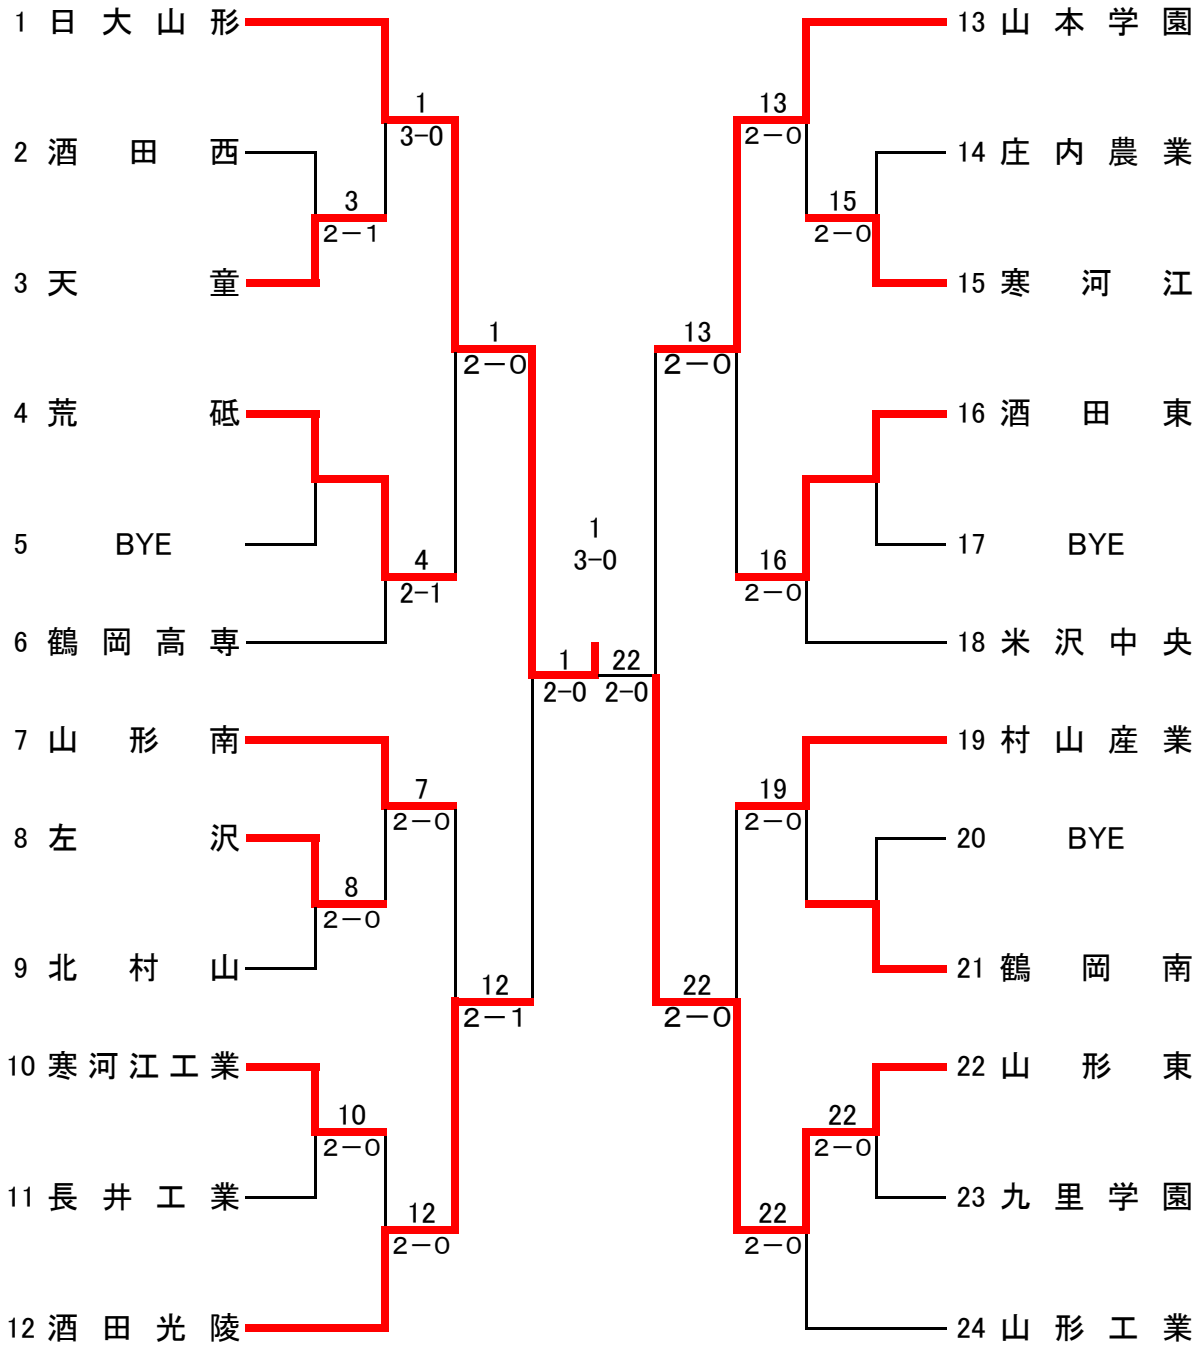 1 日大山形
13 山本学園
1
3-0
13
2-0
2 酒田西
14 庄内農業
3
2-1
15
2-0
3 天童
15 寒河江
1
2-0
13
2-0
4 荒砥
16 酒田東
1
3-0
5 BYE
17 BYE
4
2-1
16
2-0
6 鶴岡高専
18 米沢中央
1
2-0
22
2-0
7 山形南
19 村山産業
7
2-0
19
2-0
8 左沢
20 BYE
8
2-0
9 北村山
21 鶴岡南
12
2-1
22
2-0
10 寒河江工業
22 山形東
10
2-0
22
2-0
11 長井工業
23 九里学園
12
2-0
22
2-0
12 酒田光陵
24 山形工業